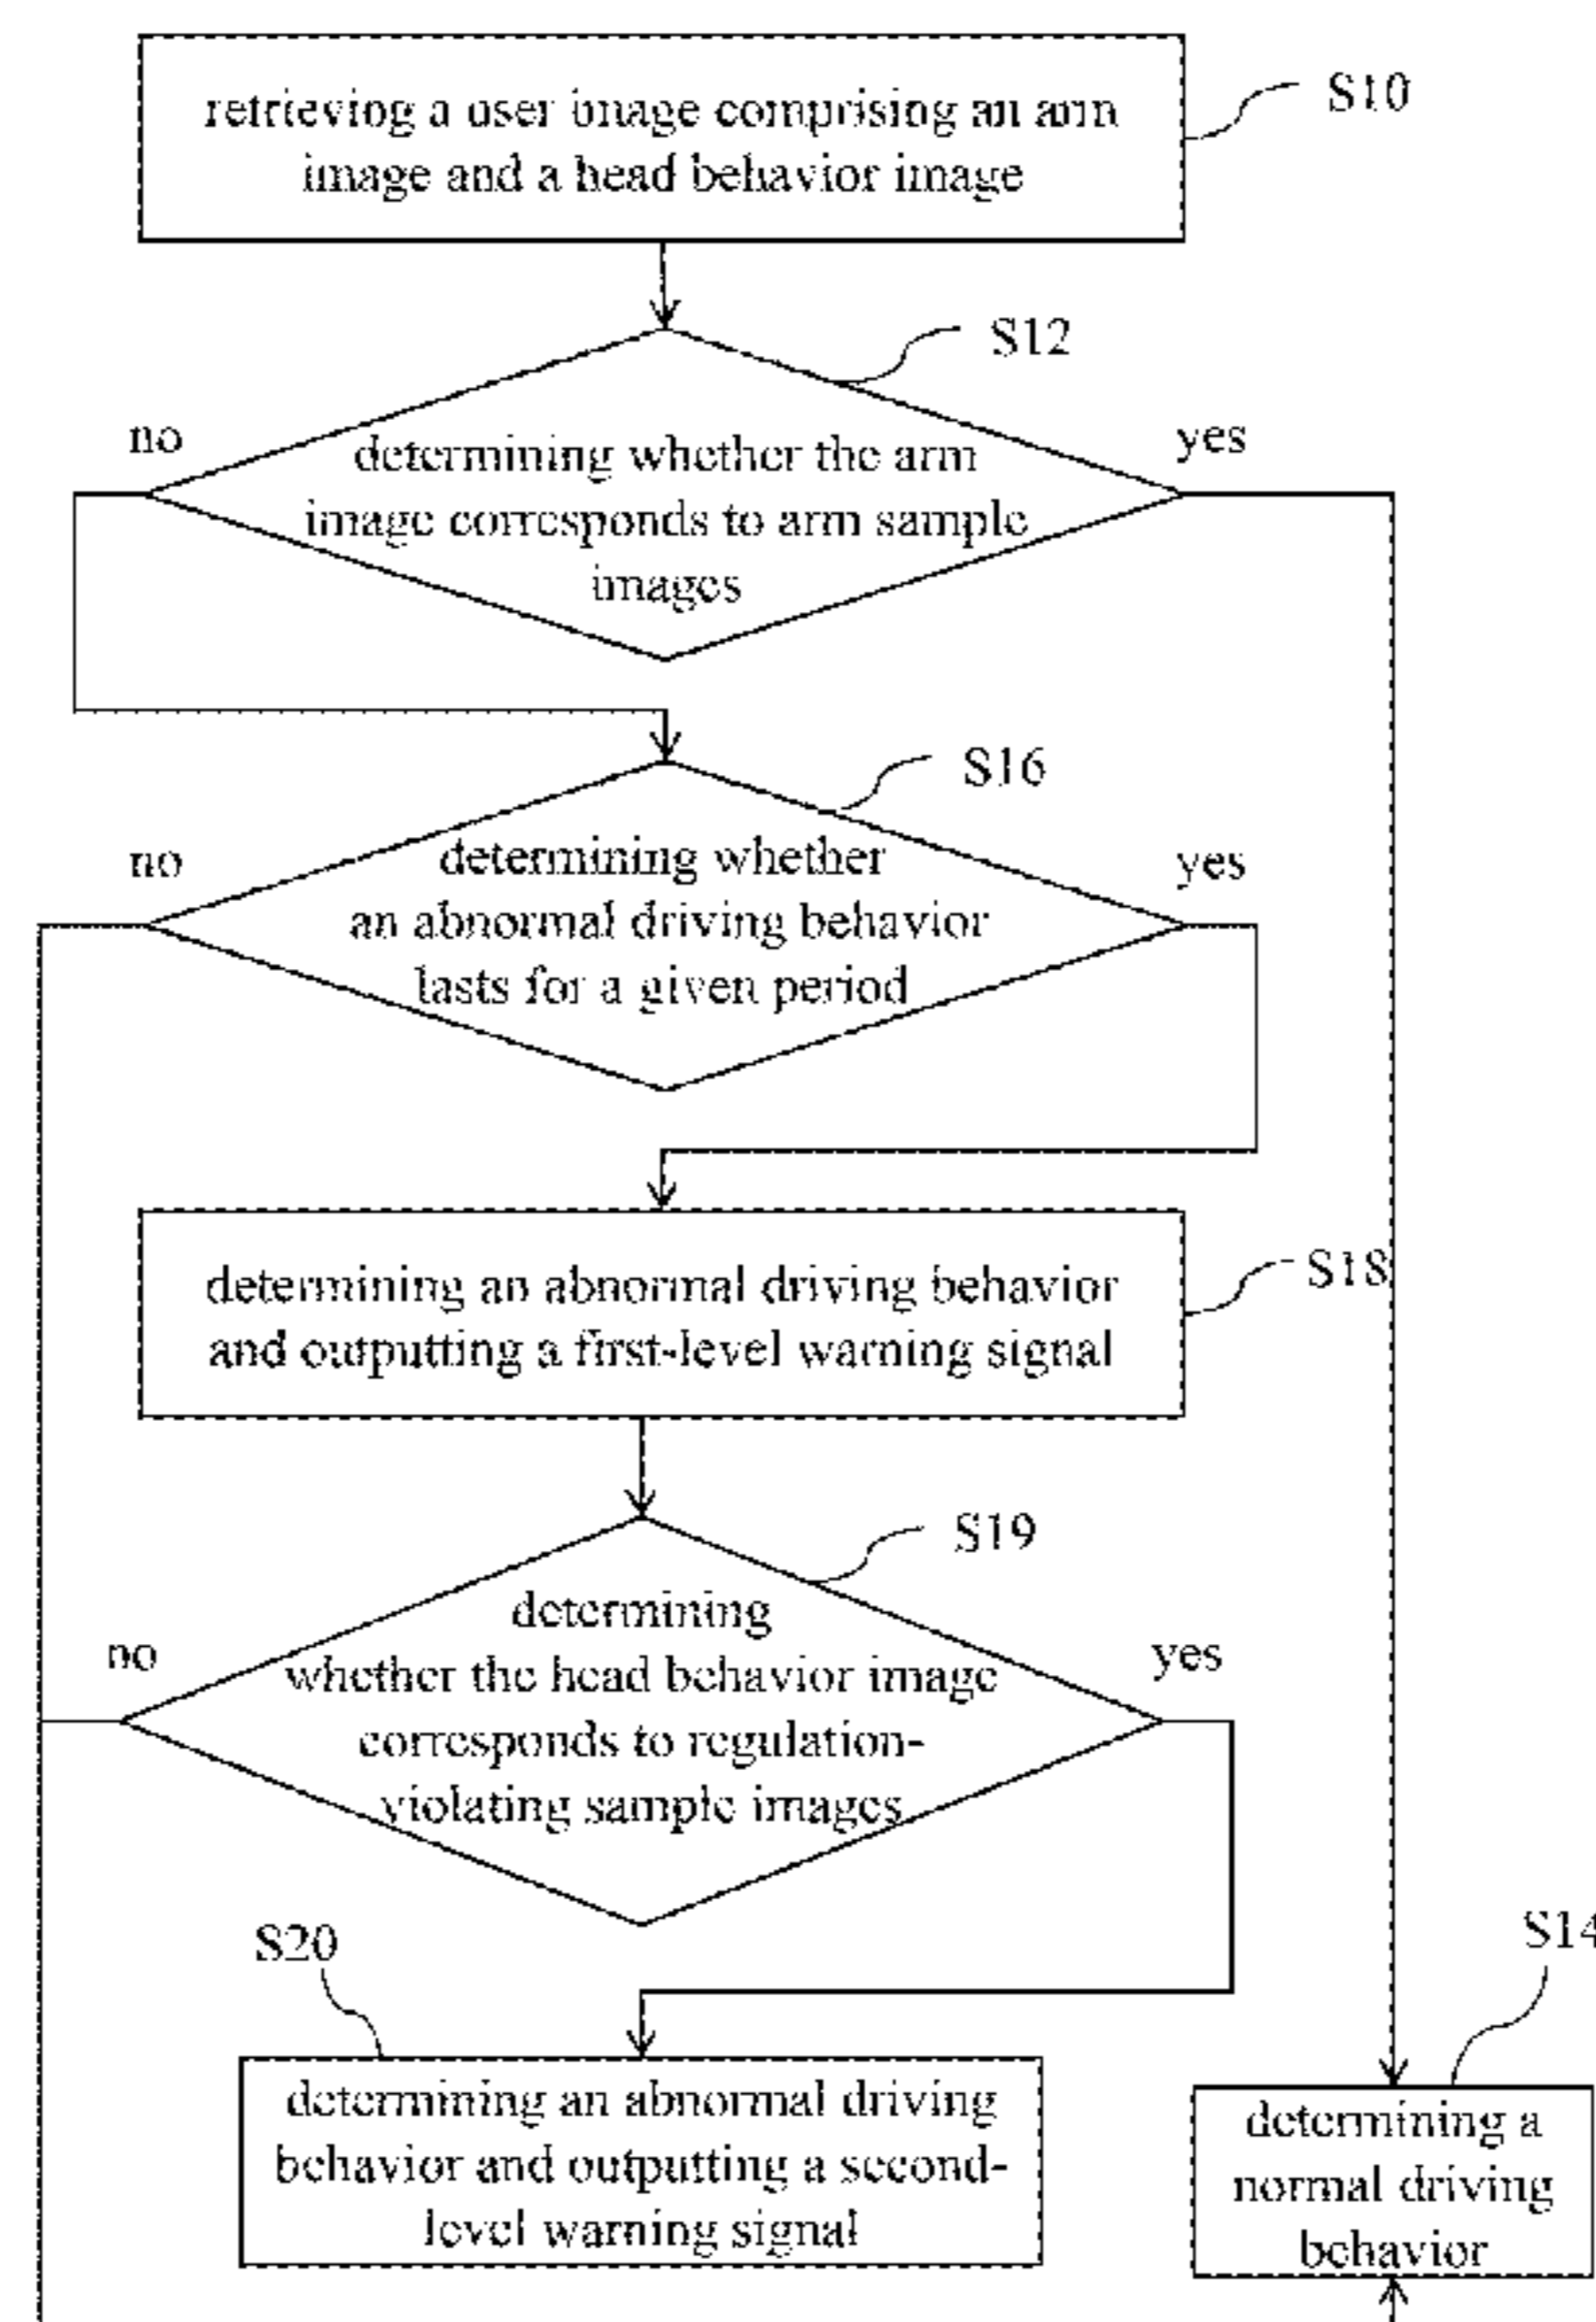 retrieving a user image comprising an arm
image and a head behavior image
S10
S12
no
yes
determining whether the arm
image corresponds to arm sample
images
S16
no
yes
determining whether
an abnormal driving behavior
lasts for a given period
S18
determining an abnormal driving behavior
and outputting a first-level warning signal
S19
no
yes
determining
whether the head behavior image
corresponds to regulation-
violating sample images
S20
S14
determining an abnormal driving
behavior and outputting a second-
level warning signal
determining a
normal driving
behavior